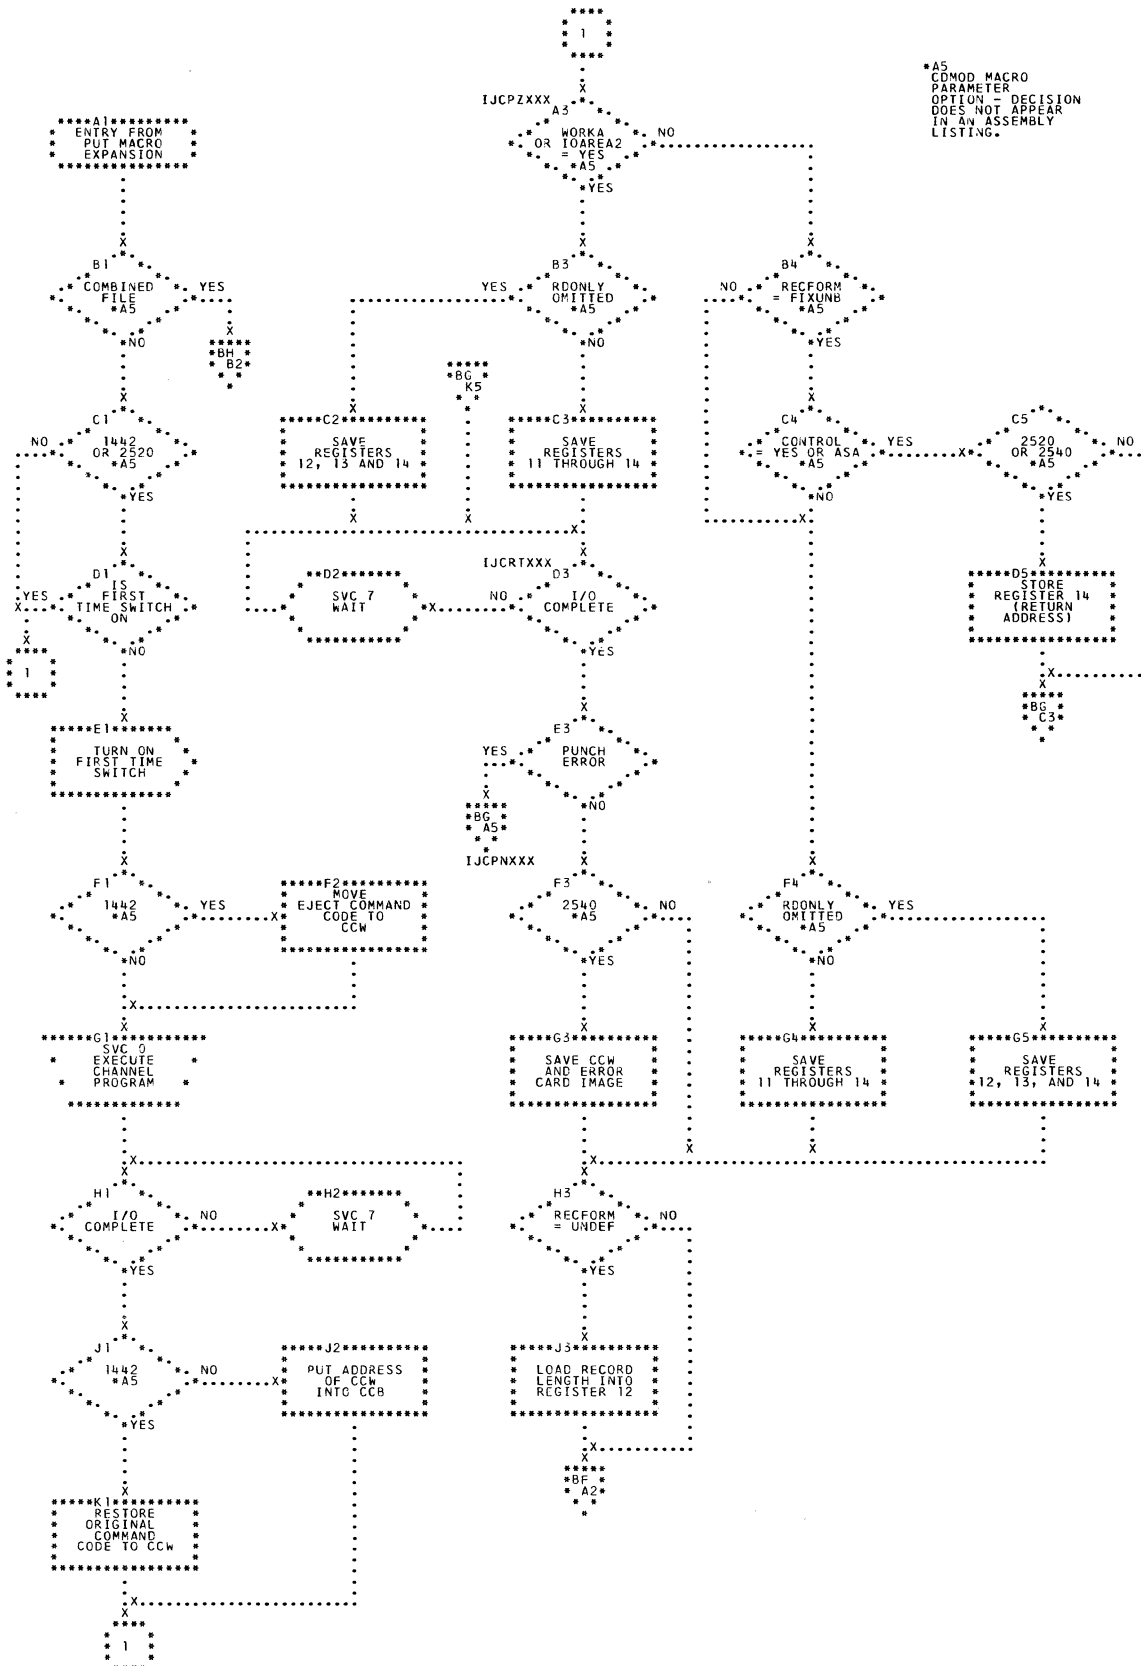 1
*A5
CDMOD MACRO
PARAMETER
OPTION - DECISION
DOES NOT APPEAR
IN AN ASSEMBLY
LISTING.
A1
ENTRY FROM
PUT MACRO
EXPANSION
IJCPZXXX
A3
WORKA
OR IOAREA2
= YES
*A5
NO
YES
B1
COMBINED
FILE
*A5
YES
NO
BH
B2
B3
RDONLY
OMITTED
*A5
YES
NO
B4
RECFORM
= FIXUNB
*A5
NO
YES
BG
K5
C1
1442
OR 2520
*A5
NO
YES
C2
SAVE
REGISTERS
12, 13 AND 14
C3
SAVE
REGISTERS
11 THROUGH 14
C4
CONTROL
= YES OR ASA
*A5
YES
NO
C5
2520
OR 2540
*A5
NO
YES
D1
IS
FIRST
TIME SWITCH
ON
YES
NO
1
D2
SVC 7
WAIT
IJCRTXXX
D3
I/O
COMPLETE
NO
YES
D5
STORE
REGISTER 14
(RETURN
ADDRESS)
BG
C3
E1
TURN ON
FIRST TIME
SWITCH
E3
PUNCH
ERROR
YES
NO
BG
A5
IJCPNXXX
F1
1442
*A5
YES
NO
F2
MOVE
EJECT COMMAND
CODE TO
CCW
F3
2540
*A5
NO
YES
F4
RDONLY
OMITTED
*A5
YES
NO
G1
SVC 0
EXECUTE
CHANNEL
PROGRAM
G3
SAVE CCW
AND ERROR
CARD IMAGE
G4
SAVE
REGISTERS
11 THROUGH 14
G5
SAVE
REGISTERS
12, 13, AND 14
H1
I/O
COMPLETE
NO
YES
H2
SVC 7
WAIT
H3
RECFORM
= UNDEF
NO
YES
J1
1442
*A5
NO
YES
J2
PUT ADDRESS
OF CCW
INTO CCB
J3
LOAD RECORD
LENGTH INTO
REGISTER 12
BF
A2
K1
RESTORE
ORIGINAL
COMMAND
CODE TO CCW
1